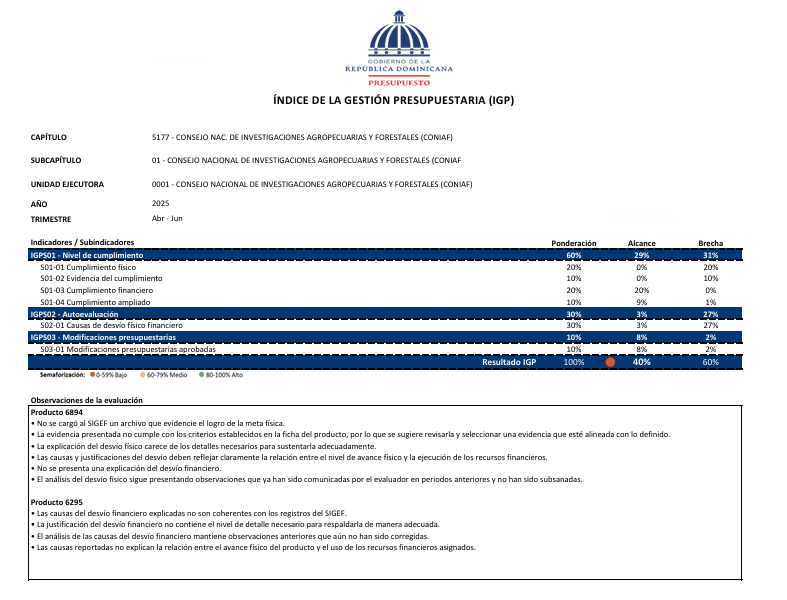 GOBIERNO DE LA
REPÚBLICA DOMINICANA
PRESUPUESTO
ÍNDICE DE LA GESTIÓN PRESUPUESTARIA (IGP)
CAPÍTULO 5177 - CONSEJO NAC. DE INVESTIGACIONES AGROPECUARIAS Y FORESTALES (CONIAF)
SUBCAPÍTULO 01 - CONSEJO NACIONAL DE INVESTIGACIONES AGROPECUARIAS Y FORESTALES (CONIAF
UNIDAD EJECUTORA 0001 - CONSEJO NACIONAL DE INVESTIGACIONES AGROPECUARIAS Y FORESTALES (CONIAF)
AÑO 2025
TRIMESTRE Abr - Jun
Indicadores / Subindicadores Ponderación Alcance Brecha
IGPS01 - Nivel de cumplimiento 60% 29% 31%
S01-01 Cumplimiento físico 20% 0% 20%
S01-02 Evidencia del cumplimiento 10% 0% 10%
S01-03 Cumplimiento financiero 20% 20% 0%
S01-04 Cumplimiento ampliado 10% 9% 1%
IGPS02 - Autoevaluación 30% 3% 27%
S02-01 Causas de desvío físico financiero 30% 3% 27%
IGPS03 - Modificaciones presupuestarias 10% 8% 2%
S03-01 Modificaciones presupuestarias aprobadas 10% 8% 2%
Resultado IGP 100% 40% 60%
Semaforización: 0-59% Bajo 60-79% Medio 80-100% Alto
Observaciones de la evaluación
Producto 6894
• No se cargó al SIGEF un archivo que evidencie el logro de la meta física.
• La evidencia presentada no cumple con los criterios establecidos en la ficha del producto, por lo que se sugiere revisarla y seleccionar una evidencia que esté alineada con lo definido.
• La explicación del desvío físico carece de los detalles necesarios para sustentarla adecuadamente.
• Las causas y justificaciones del desvío deben reflejar claramente la relación entre el nivel de avance físico y la ejecución de los recursos financieros.
• No se presenta una explicación del desvío financiero.
• El análisis del desvío físico sigue presentando observaciones que ya han sido comunicadas por el evaluador en periodos anteriores y no han sido subsanadas.
Producto 6295
• Las causas del desvío financiero explicadas no son coherentes con los registros del SIGEF.
• La justificación del desvío financiero no contiene el nivel de detalle necesario para respaldarla de manera adecuada.
• El análisis de las causas del desvío financiero mantiene observaciones anteriores que aún no han sido corregidas.
• Las causas reportadas no explican la relación entre el avance físico del producto y el uso de los recursos financieros asignados.